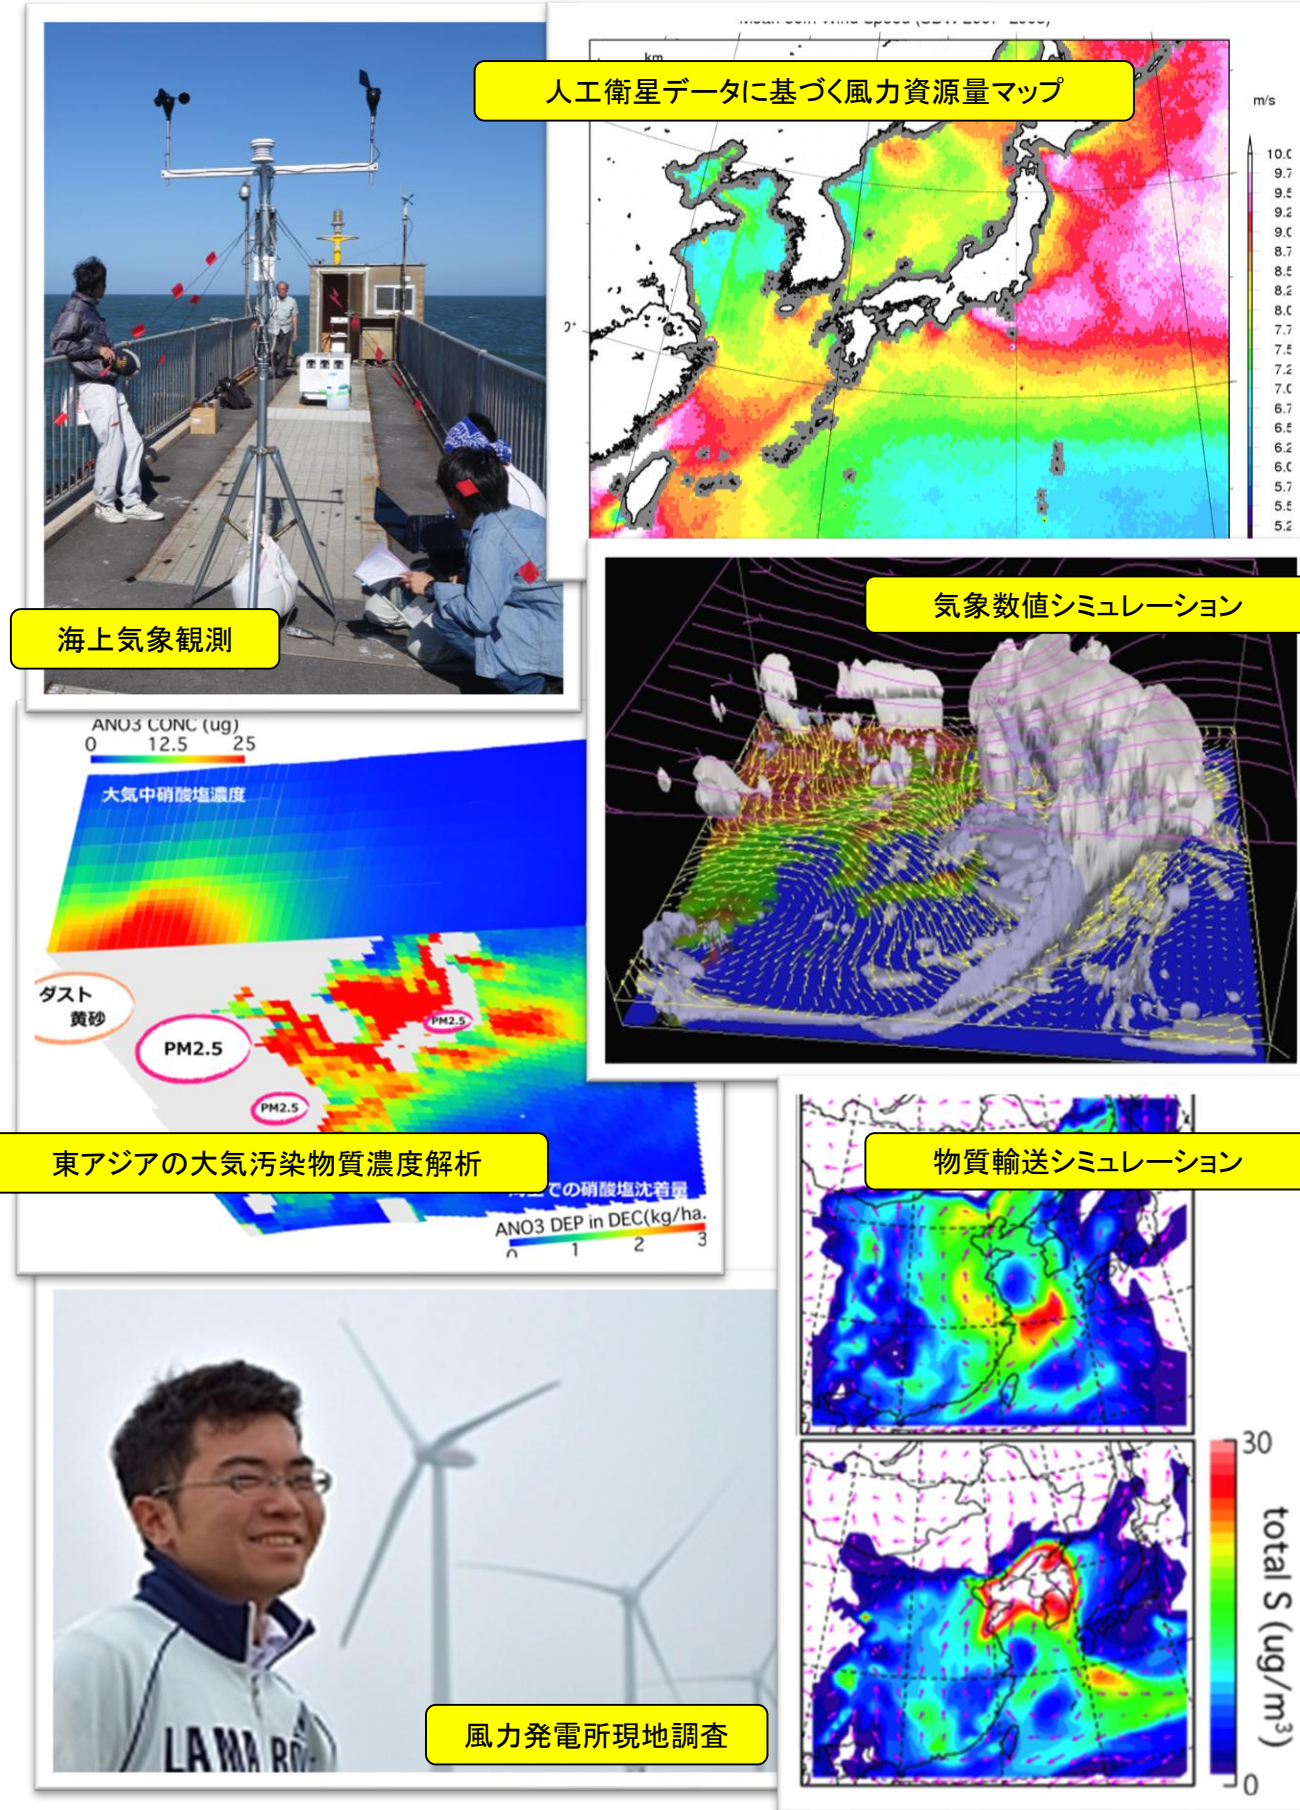 人工衛星データに基づく風力資源量マップ
km
m/s
9.7
9.5
9.2
9.0
8.7
8.5
8.2
8.0
7.7
7.5
7.2
7.0
6.7
6.5
6.2
6.0
5.7
5.5
5.2
海上気象観測
気象数値シミュレーション
ANO3 CONC (ug)
0 12.5 25
大気中硝酸塩濃度
ダスト
黄砂
PM2.5
PM2.5
PM2.5
東アジアの大気汚染物質濃度解析
での硝酸塩沈着量
ANO3 DEP in DEC(kg/ha.
0 1 2 3
物質輸送シミュレーション
30
total S (ug/m³)
0
風力発電所現地調査